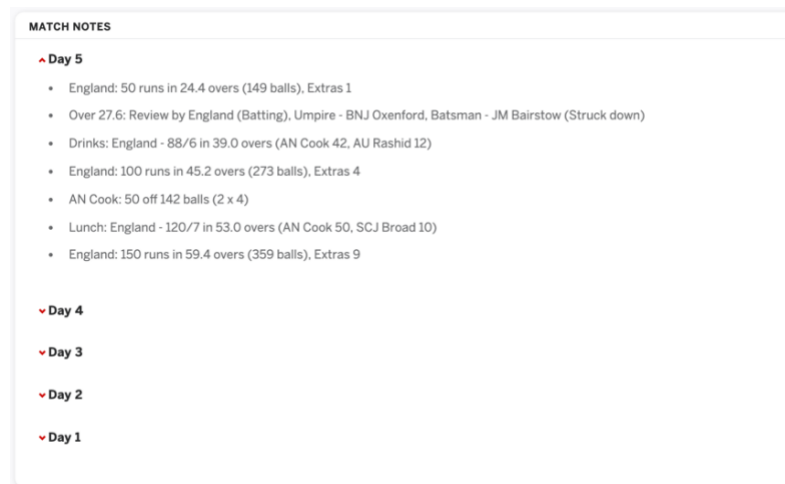 MATCH NOTES
Day 5
England: 50 runs in 24.4 overs (149 balls), Extras 1
Over 27.6: Review by England (Batting), Umpire - BNJ Oxenford, Batsman - JM Bairstow (Struck down)
Drinks: England - 88/6 in 39.0 overs (AN Cook 42, AU Rashid 12)
England: 100 runs in 45.2 overs (273 balls), Extras 4
AN Cook: 50 off 142 balls (2 x 4)
Lunch: England - 120/7 in 53.0 overs (AN Cook 50, SCJ Broad 10)
England: 150 runs in 59.4 overs (359 balls), Extras 9
Day 4
Day 3
Day 2
Day 1